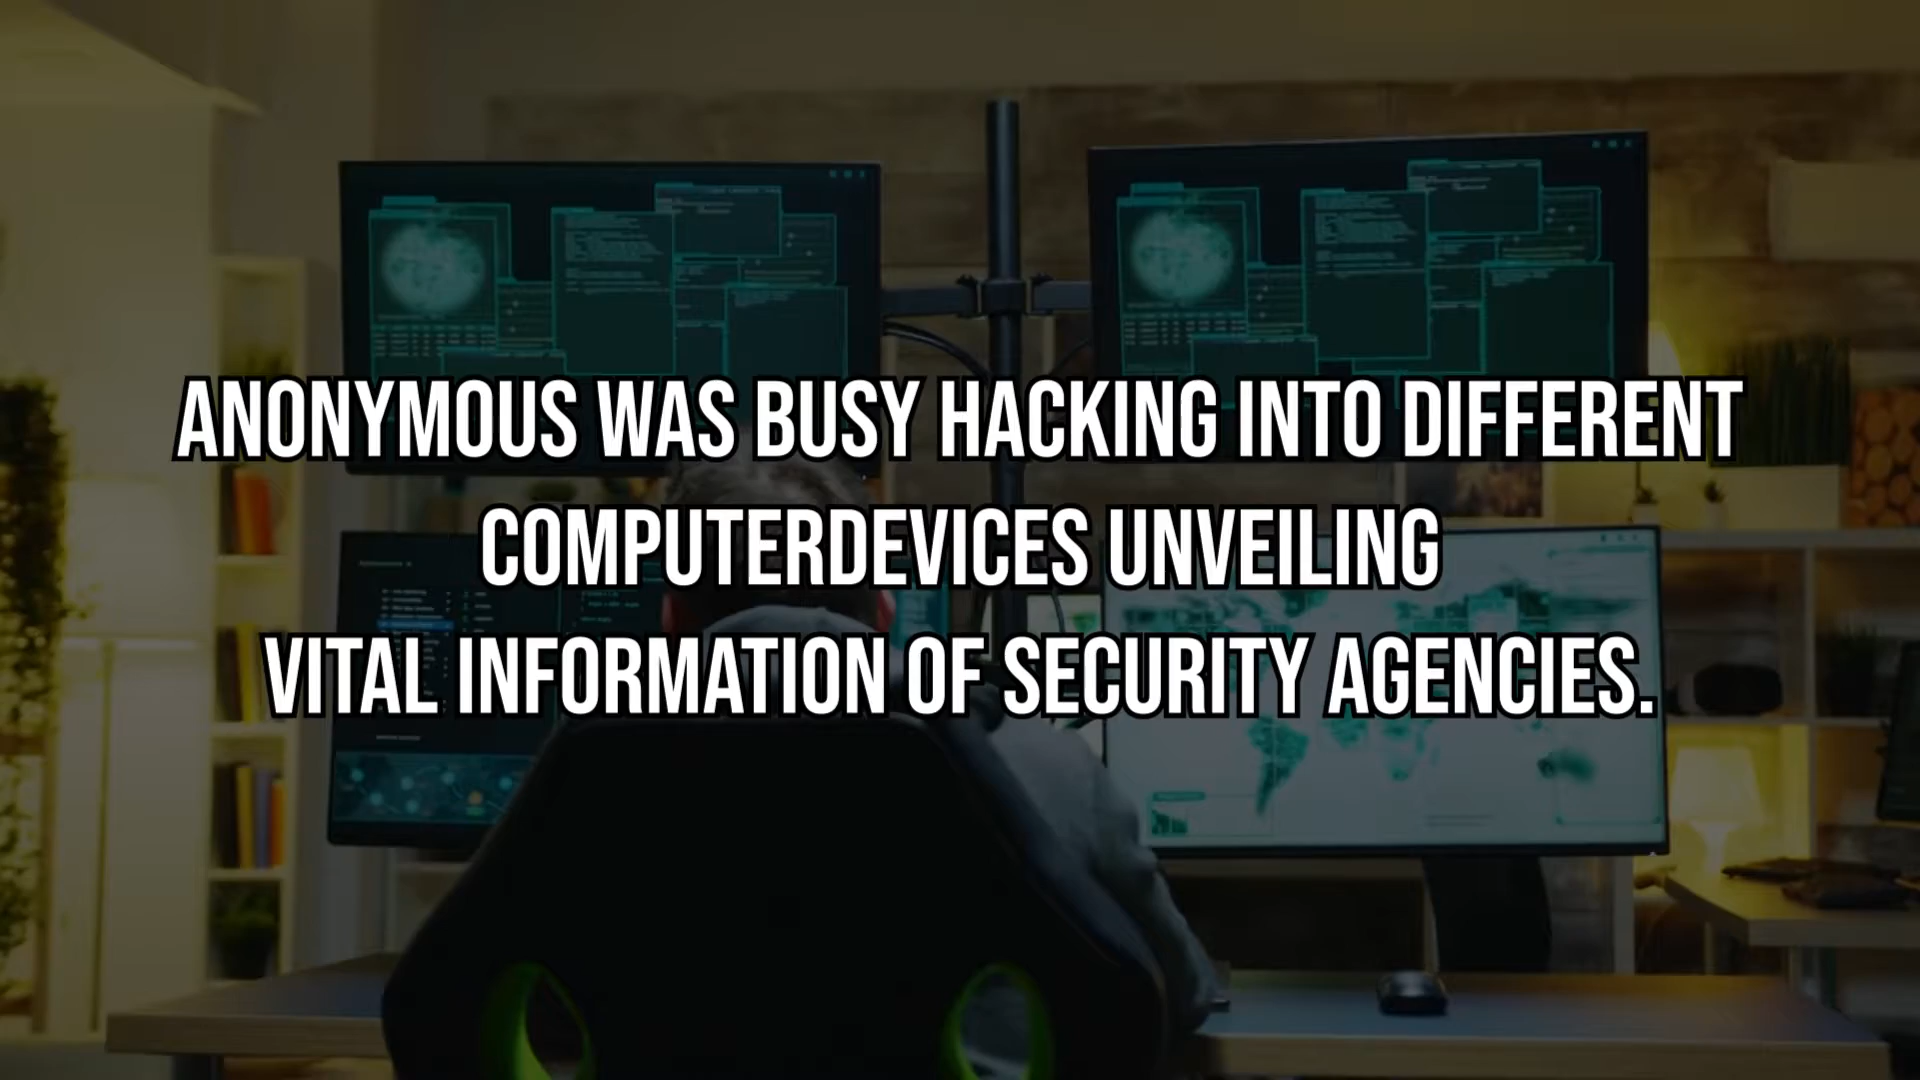 ANONYMOUS WAS BUSY HACKING INTO DIFFERENT
COMPUTERDEVICES UNVEILING
VITAL INFORMATION OF SECURITY AGENCIES.